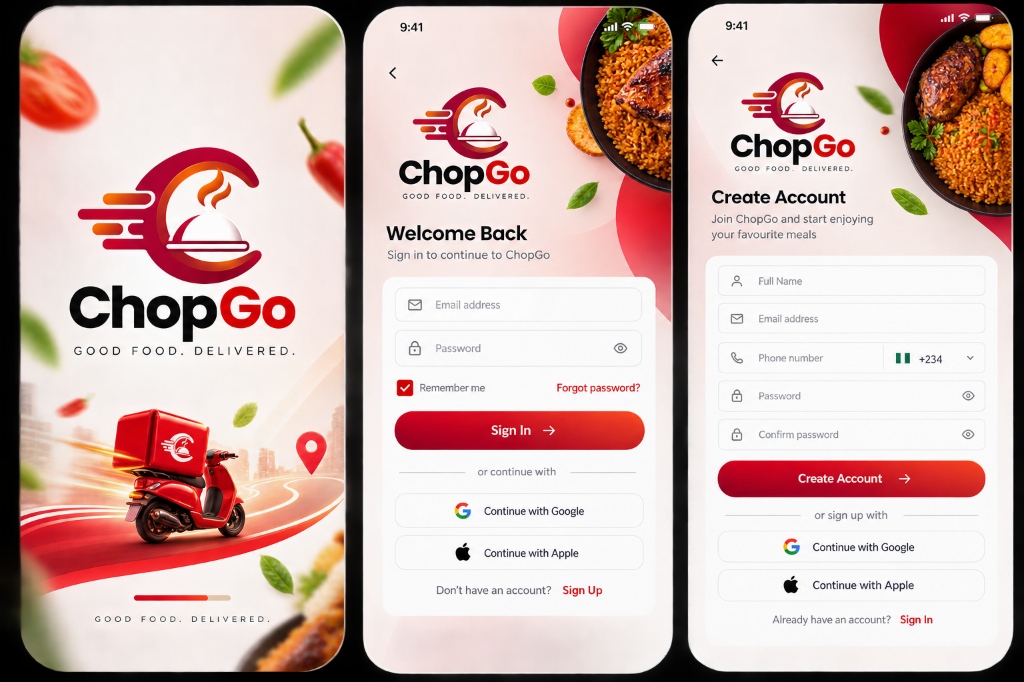 ChopGo
GOOD FOOD. DELIVERED.
GOOD FOOD. DELIVERED.
9:41
ChopGo
GOOD FOOD. DELIVERED.
Welcome Back
Sign in to continue to ChopGo
Email address
Password
Remember me
Forgot password?
Sign In
or continue with
Continue with Google
Continue with Apple
Don't have an account? Sign Up
9:41
ChopGo
GOOD FOOD. DELIVERED.
Create Account
Join ChopGo and start enjoying
your favourite meals
Full Name
Email address
Phone number
+234
Password
Confirm password
Create Account
or sign up with
Continue with Google
Continue with Apple
Already have an account? Sign In